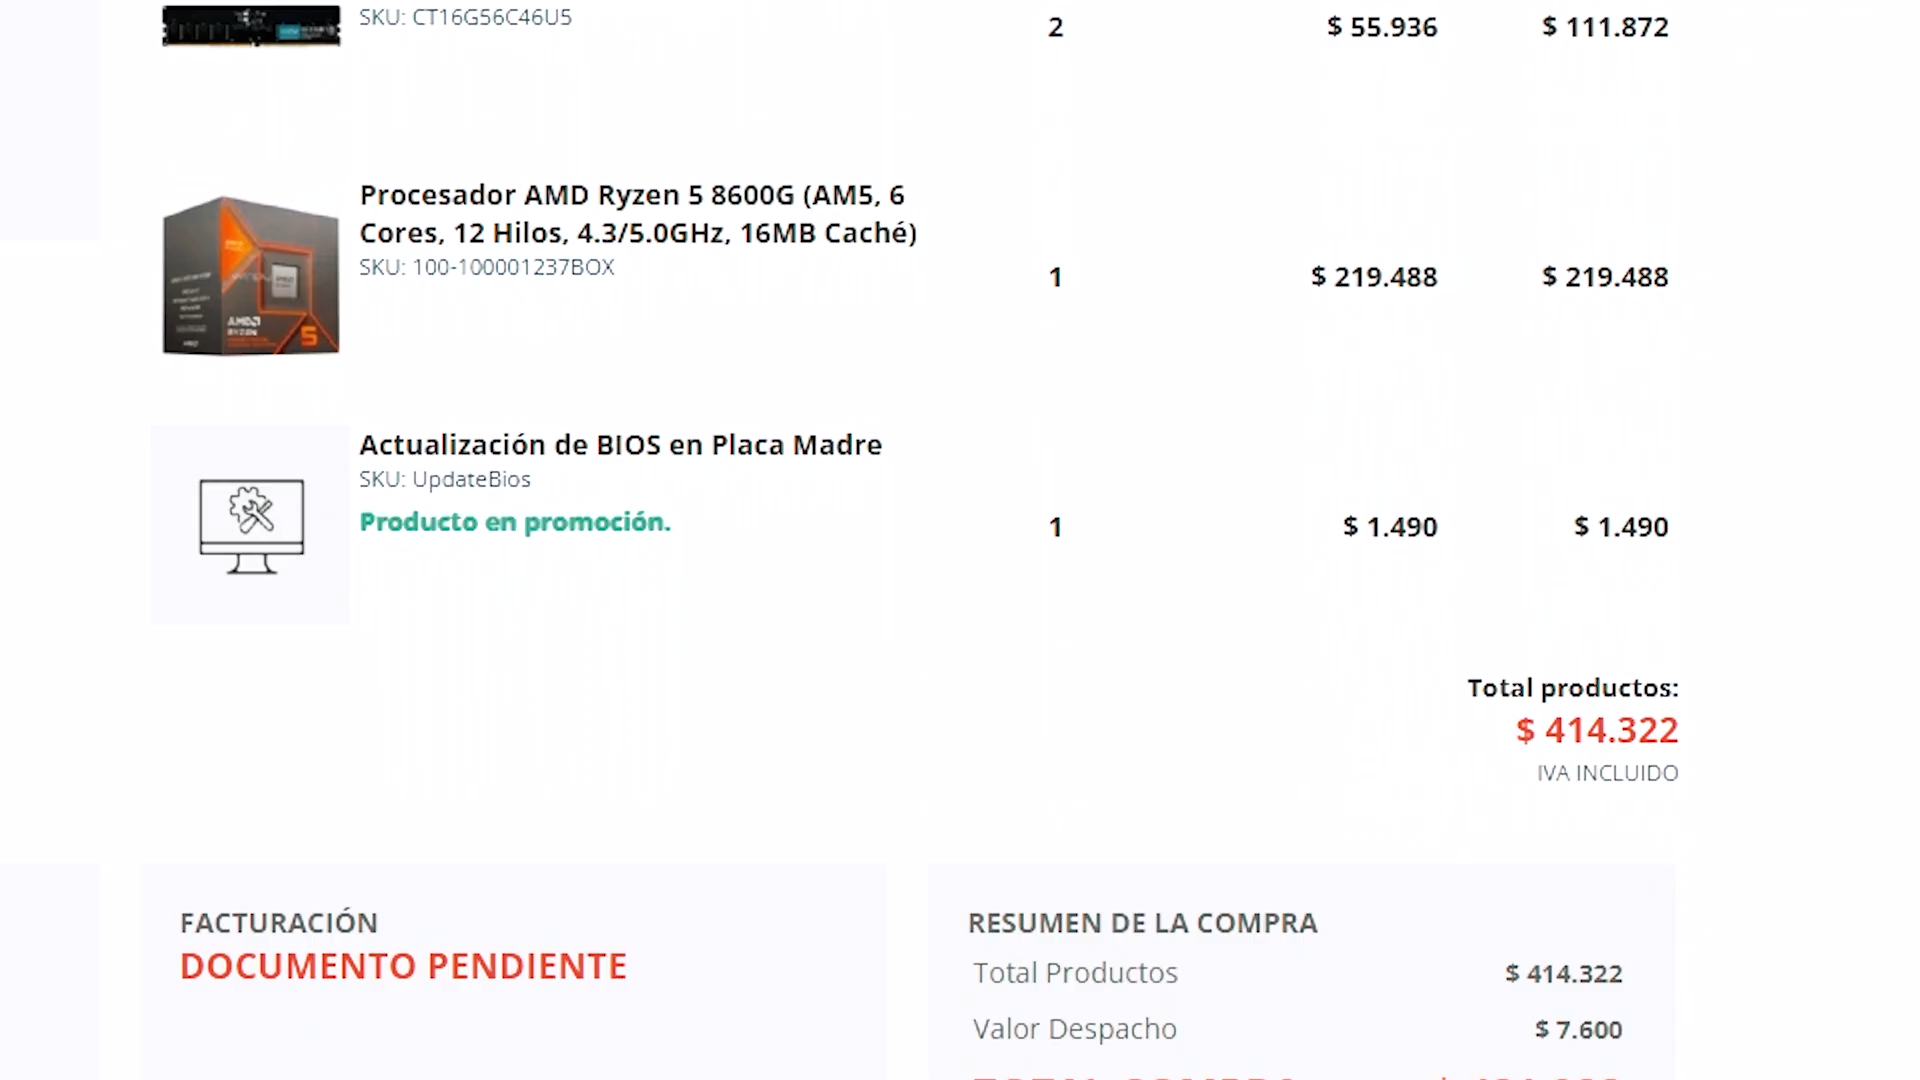 SKU: CT16G56C46U5
2 $ 55.936 $ 111.872
Procesador AMD Ryzen 5 8600G (AM5, 6
Cores, 12 Hilos, 4.3/5.0GHz, 16MB Caché)
SKU: 100-100001237BOX
1 $ 219.488 $ 219.488
AMD
RYZEN
5
Actualización de BIOS en Placa Madre
SKU: UpdateBios
Producto en promoción.
1 $ 1.490 $ 1.490
Total productos:
$ 414.322
IVA INCLUIDO
FACTURACIÓN
DOCUMENTO PENDIENTE
RESUMEN DE LA COMPRA
Total Productos $ 414.322
Valor Despacho $ 7.600